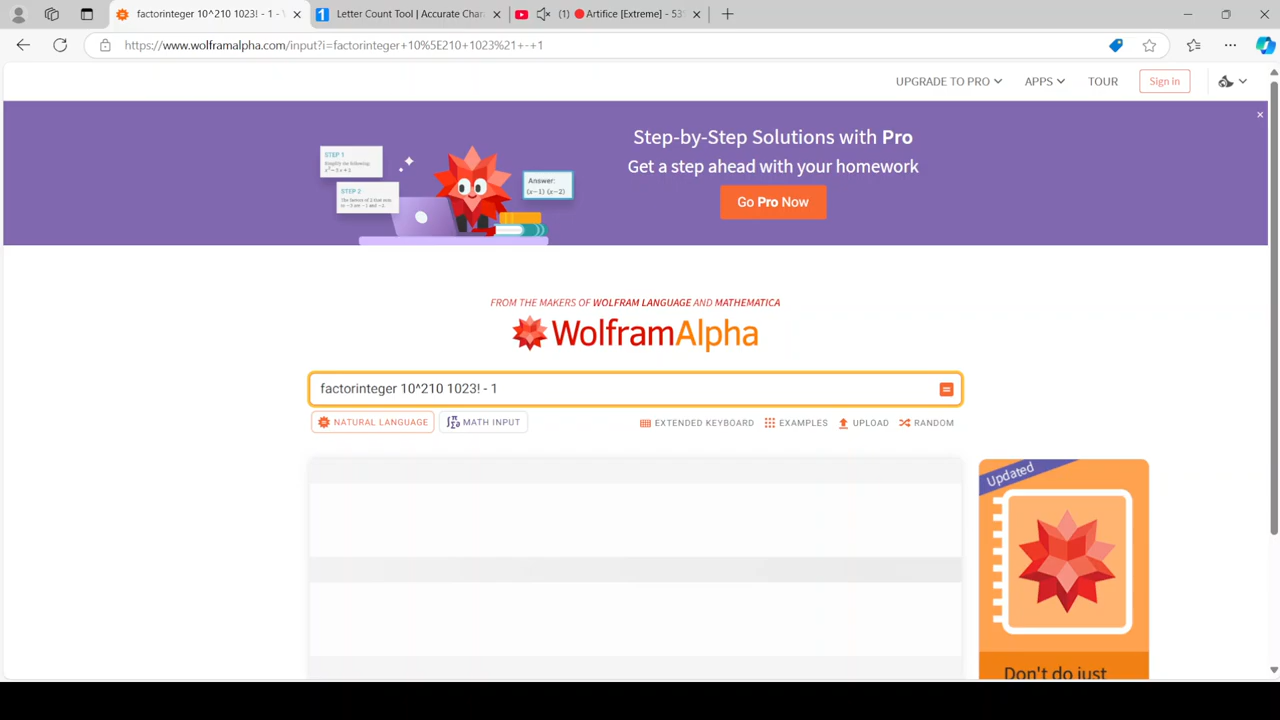 factorinteger 10^210 1023! - 1 - V
Letter Count Tool | Accurate Char
(1) 🔴Artifice [Extreme] - 53
https://www.wolframalpha.com/input?i=factorinteger+10%5E210+1023%21+-+1
UPGRADE TO PRO
APPS
TOUR
Sign in
Step-by-Step Solutions with Pro
Get a step ahead with your homework
Go Pro Now
STEP 1
STEP 2
Answer:
(x−1) (x−2)
FROM THE MAKERS OF WOLFRAM LANGUAGE AND MATHEMATICA
WolframAlpha
factorinteger 10^210 1023! - 1
NATURAL LANGUAGE
MATH INPUT
EXTENDED KEYBOARD
EXAMPLES
UPLOAD
RANDOM
Updated
Don't do just